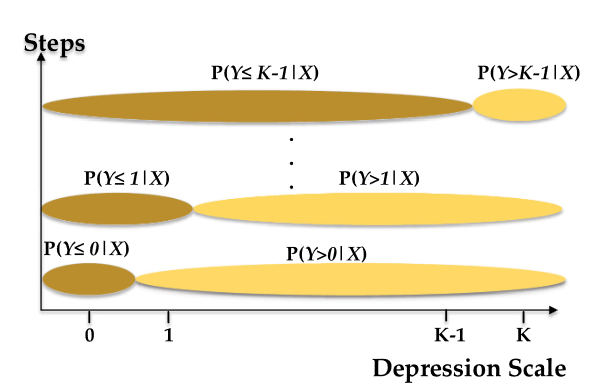 Steps
P(Y≤ K-1|X) P(Y>K-1|X)
P(Y≤ 1|X) P(Y>1|X)
P(Y≤ 0|X) P(Y>0|X)
0 1 K-1 K
Depression Scale